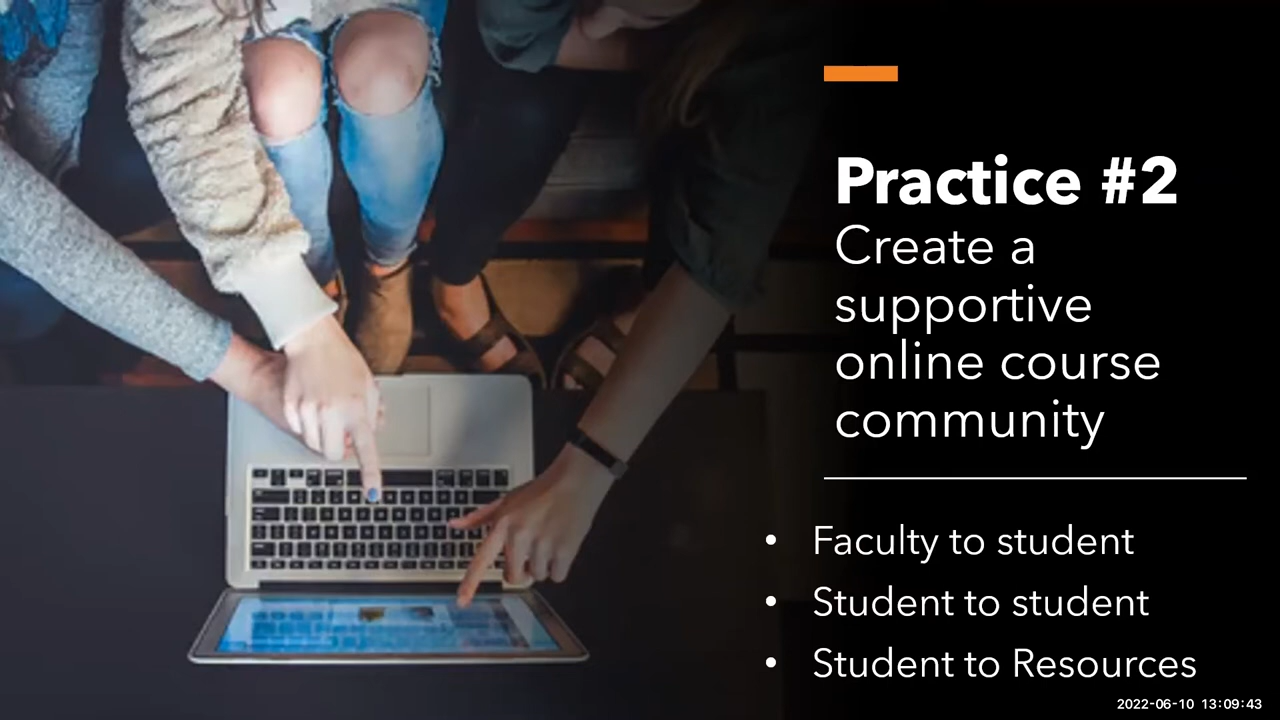 Practice #2
Create a
supportive
online course
community
• Faculty to student
• Student to student
• Student to Resources
2022-06-10 13:09:43